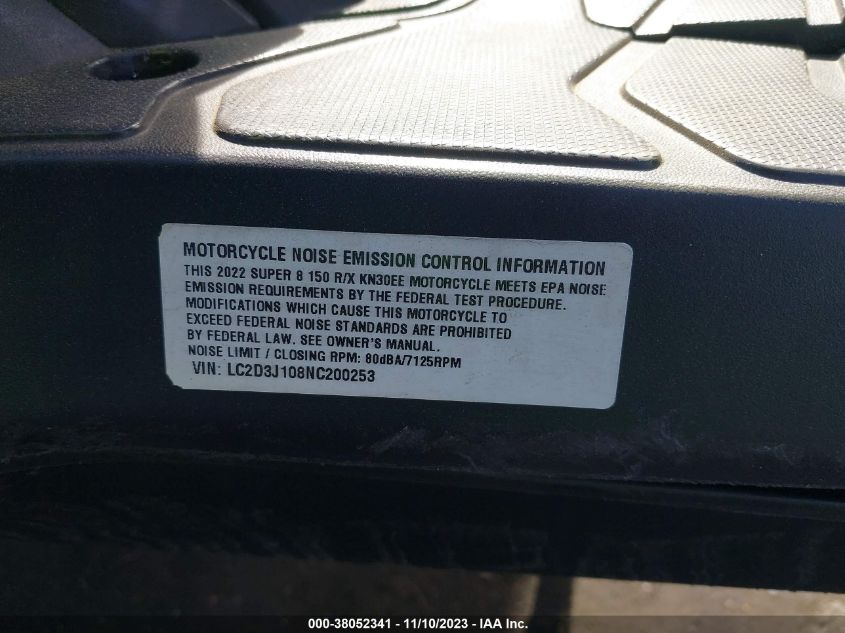 MOTORCYCLE NOISE EMISSION CONTROL INFORMATION
THIS 2022 SUPER 8 150 R/X KN30EE MOTORCYCLE MEETS EPA NOISE
EMISSION REQUIREMENTS BY THE FEDERAL TEST PROCEDURE.
MODIFICATIONS WHICH CAUSE THIS MOTORCYCLE TO
EXCEED FEDERAL NOISE STANDARDS ARE PROHIBITED
BY FEDERAL LAW. SEE OWNER'S MANUAL.
NOISE LIMIT / CLOSING RPM: 80dBA/7125RPM
VIN: LC2D3J108NC200253
000-38052341 - 11/10/2023 - IAA Inc.